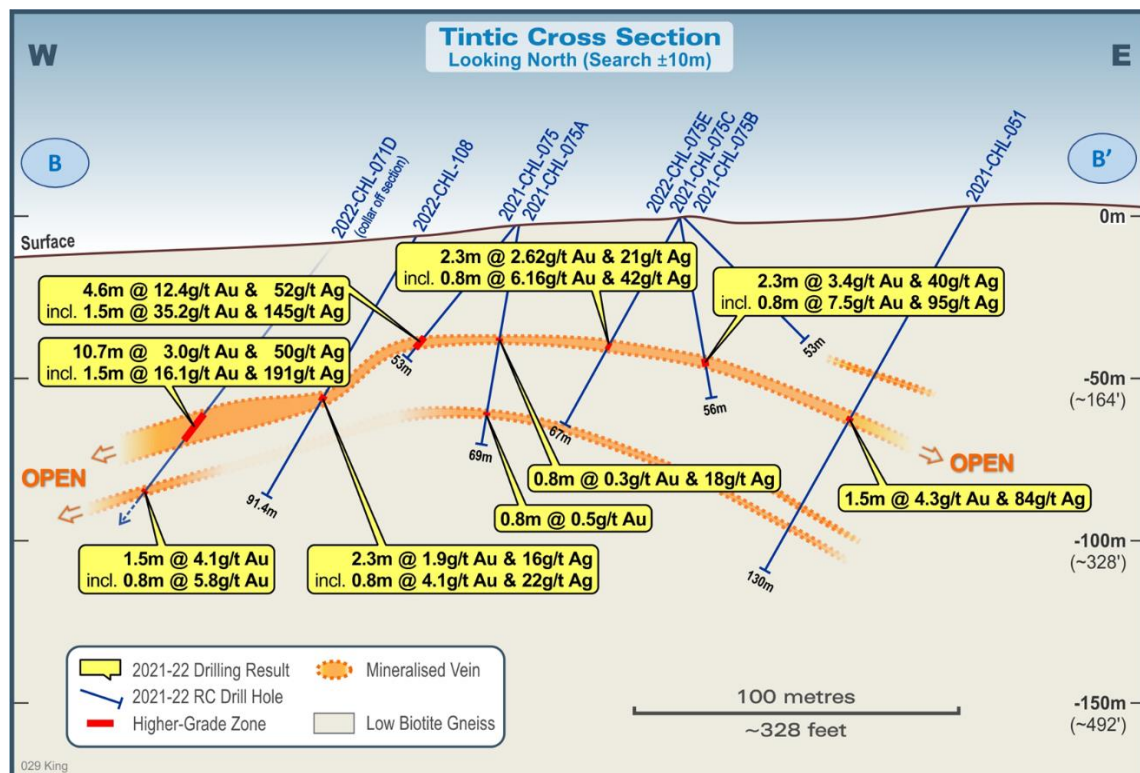 Tintic Cross Section
Looking North (Search ±10m)
W
E
B
B'
2022-CHL-071D
(collar off section)
2022-CHL-108
2021-CHL-075
2021-CHL-075A
2022-CHL-075E
2021-CHL-075C
2021-CHL-075B
2021-CHL-051
0m
Surface
2.3m @ 2.62g/t Au & 21g/t Ag
incl. 0.8m @ 6.16g/t Au & 42g/t Ag
2.3m @ 3.4g/t Au & 40g/t Ag
incl. 0.8m @ 7.5g/t Au & 95g/t Ag
4.6m @ 12.4g/t Au & 52g/t Ag
incl. 1.5m @ 35.2g/t Au & 145g/t Ag
10.7m @ 3.0g/t Au & 50g/t Ag
incl. 1.5m @ 16.1g/t Au & 191g/t Ag
53m
53m
-50m
(~164')
56m
67m
69m
91.4m
OPEN
OPEN
0.8m @ 0.3g/t Au & 18g/t Ag
1.5m @ 4.3g/t Au & 84g/t Ag
0.8m @ 0.5g/t Au
-100m
(~328')
1.5m @ 4.1g/t Au
incl. 0.8m @ 5.8g/t Au
2.3m @ 1.9g/t Au & 16g/t Ag
incl. 0.8m @ 4.1g/t Au & 22g/t Ag
130m
2021-22 Drilling Result
Mineralised Vein
2021-22 RC Drill Hole
Higher-Grade Zone
Low Biotite Gneiss
100 metres
~328 feet
-150m
(~492')
029 King